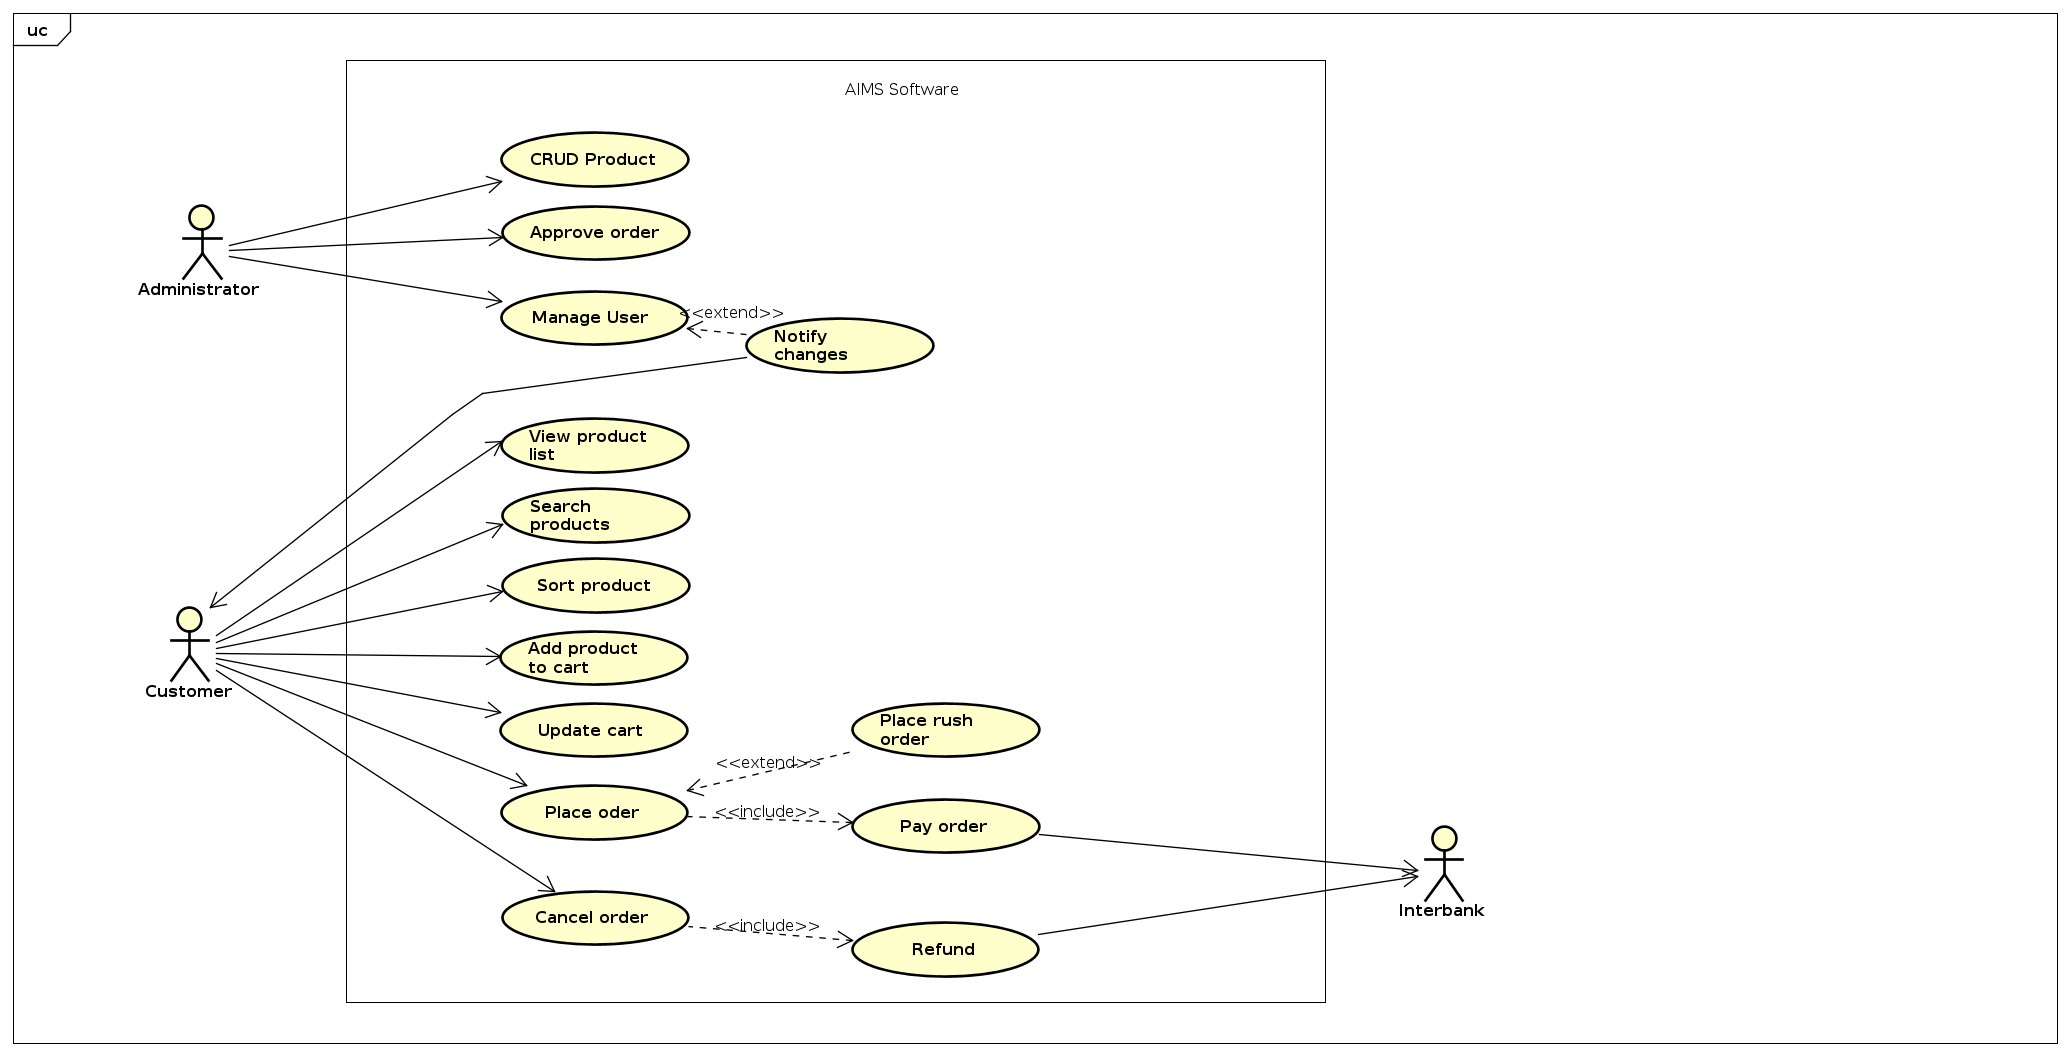 uc
AIMS Software
CRUD Product
Approve order
Administrator
Manage User
<<extend>>
Notify
changes
View product
list
Search
products
Sort product
Add product
to cart
Customer
Update cart
Place rush
order
<<extend>>
Place oder
<<include>>
Pay order
Interbank
Cancel order
<<include>>
Refund